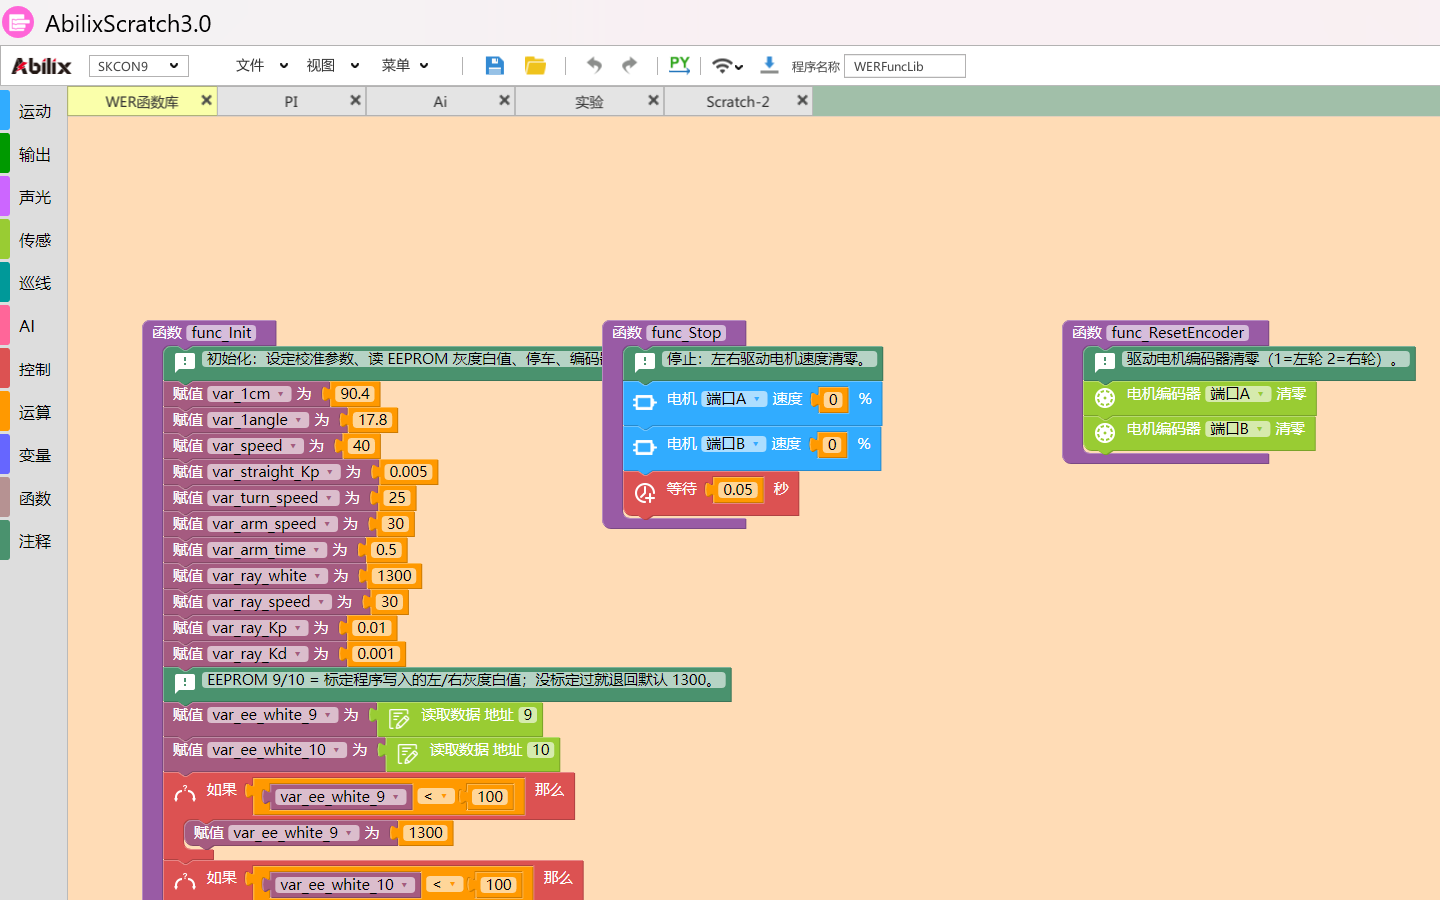 AbilixScratch3.0
Abilix SKCON9 文件 视图 菜单 PY 程序名称 WERFuncLib
WER函数库 PI Ai 实验 Scratch-2
运动
输出
声光
传感
巡线
AI
控制
运算
变量
函数
注释
函数 func_Init
初始化：设定校准参数、读 EEPROM 灰度白值、停车、编码器
赋值 var_1cm 为 90.4
赋值 var_1angle 为 17.8
赋值 var_speed 为 40
赋值 var_straight_Kp 为 0.005
赋值 var_turn_speed 为 25
赋值 var_arm_speed 为 30
赋值 var_arm_time 为 0.5
赋值 var_ray_white 为 1300
赋值 var_ray_speed 为 30
赋值 var_ray_Kp 为 0.01
赋值 var_ray_Kd 为 0.001
EEPROM 9/10 = 标定程序写入的左/右灰度白值；没标定过就退回默认 1300。
赋值 var_ee_white_9 为 读取数据 地址 9
赋值 var_ee_white_10 为 读取数据 地址 10
如果 var_ee_white_9 < 100 那么
赋值 var_ee_white_9 为 1300
如果 var_ee_white_10 < 100 那么
函数 func_Stop
停止：左右驱动电机速度清零。
电机 端口A 速度 0 %
电机 端口B 速度 0 %
等待 0.05 秒
函数 func_ResetEncoder
驱动电机编码器清零（1=左轮 2=右轮）。
电机编码器 端口A 清零
电机编码器 端口B 清零